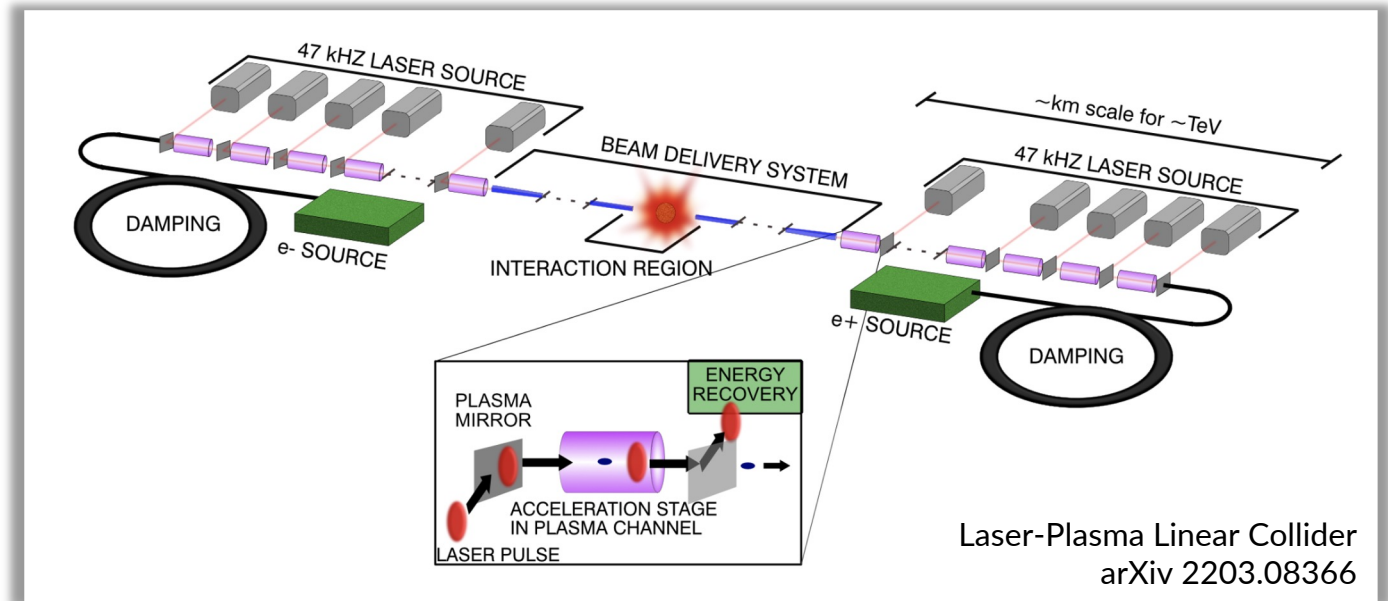 47 kHZ LASER SOURCE
~km scale for ~TeV
BEAM DELIVERY SYSTEM
47 kHZ LASER SOURCE
DAMPING
e- SOURCE
INTERACTION REGION
e+ SOURCE
DAMPING
ENERGY
RECOVERY
PLASMA
MIRROR
ACCELERATION STAGE
IN PLASMA CHANNEL
LASER PULSE
Laser-Plasma Linear Collider
arXiv 2203.08366